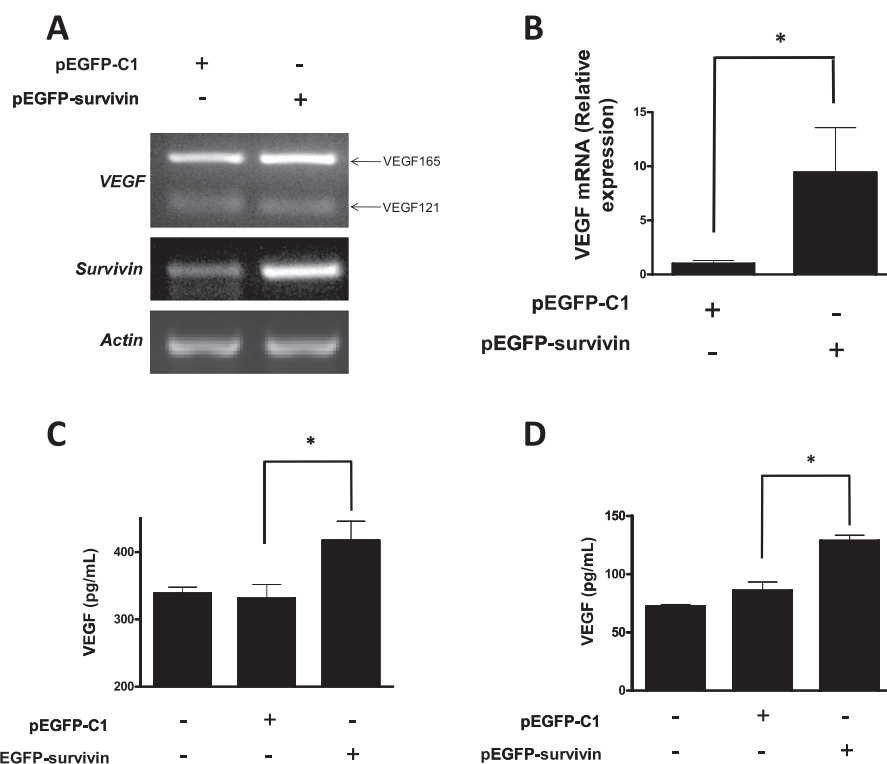 A
pEGFP-C1 + -
pEGFP-survivin - +
VEGF
VEGF165
VEGF121
Survivin
Actin
B
*
VEGF mRNA (Relative
expression)
15
10
5
0
pEGFP-C1 + -
pEGFP-survivin - +
C
*
VEGF (pg/mL)
400
300
200
pEGFP-C1 - + -
EGFP-survivin - - +
D
*
VEGF (pg/mL)
150
100
50
0
pEGFP-C1 - + -
pEGFP-survivin - - +